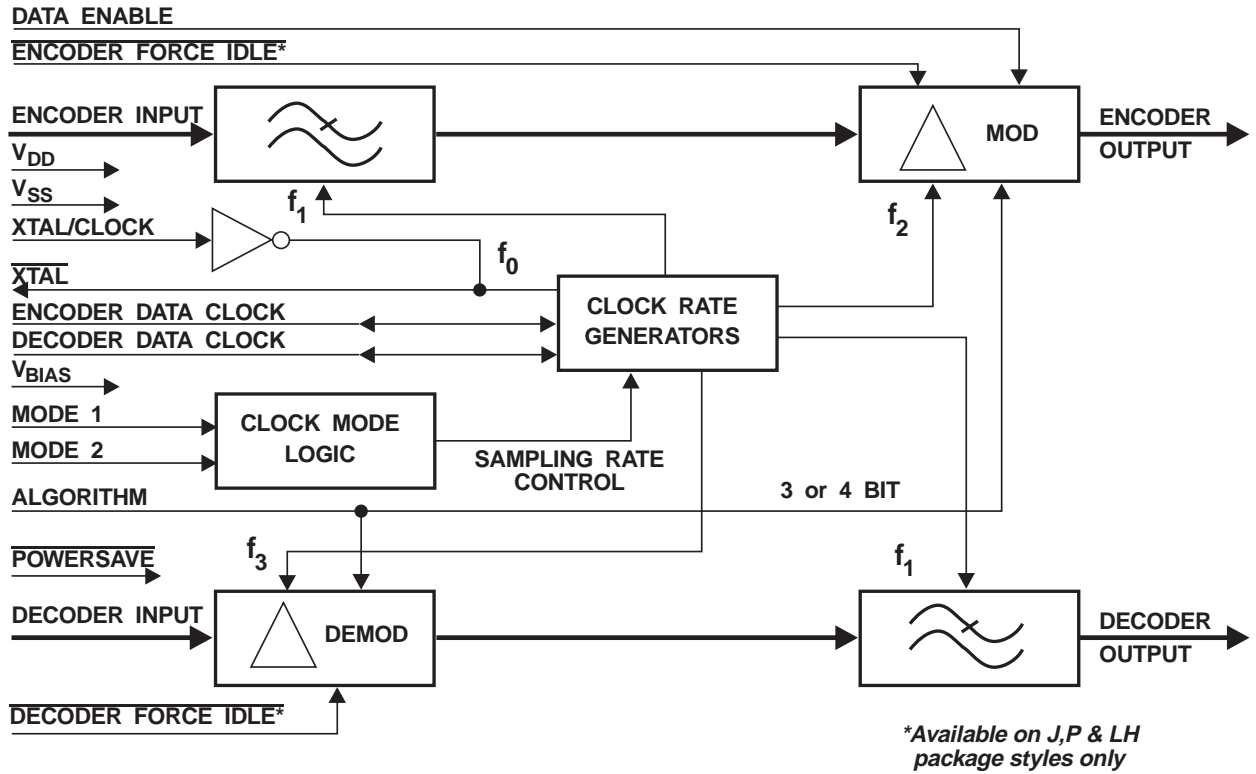 DATA ENABLE
ENCODER FORCE IDLE*
ENCODER INPUT
MOD
ENCODER
OUTPUT
VDD
VSS
f1
f2
XTAL/CLOCK
f0
XTAL
CLOCK RATE
GENERATORS
ENCODER DATA CLOCK
DECODER DATA CLOCK
VBIAS
MODE 1
MODE 2
CLOCK MODE
LOGIC
SAMPLING RATE
CONTROL
ALGORITHM
3 or 4 BIT
POWERSAVE
f3
f1
DECODER INPUT
DEMOD
DECODER
OUTPUT
DECODER FORCE IDLE*
*Available on J,P & LH
package styles only